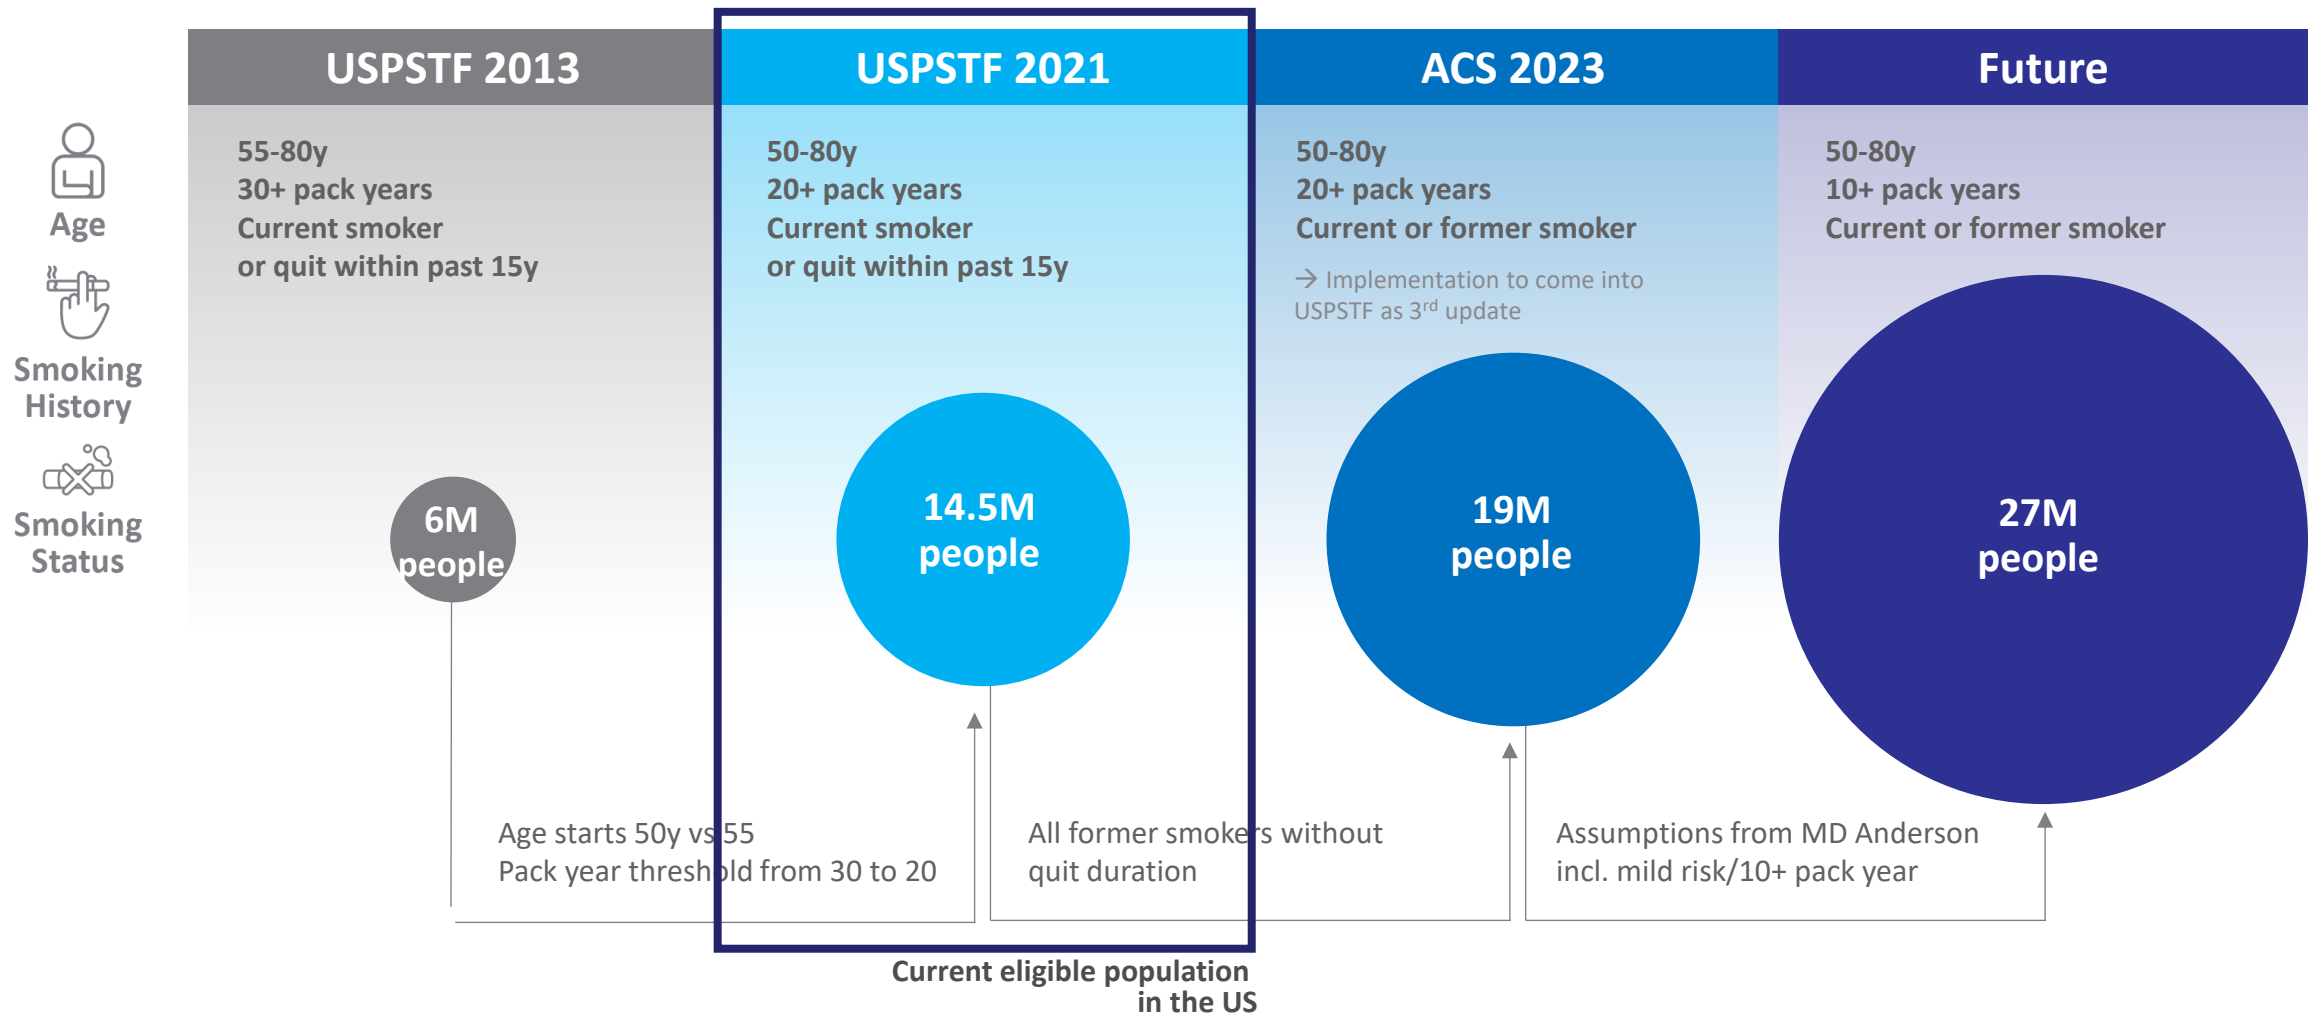 USPSTF 2013
USPSTF 2021
ACS 2023
Future
Age
Smoking
History
Smoking
Status
55-80y
30+ pack years
Current smoker
or quit within past 15y
50-80y
20+ pack years
Current smoker
or quit within past 15y
50-80y
20+ pack years
Current or former smoker
→ Implementation to come into
USPSTF as 3rd update
50-80y
10+ pack years
Current or former smoker
6M
people
14.5M
people
19M
people
27M
people
Age starts 50y vs 55
Pack year threshold from 30 to 20
All former smokers without
quit duration
Assumptions from MD Anderson
incl. mild risk/10+ pack year
Current eligible population
in the US